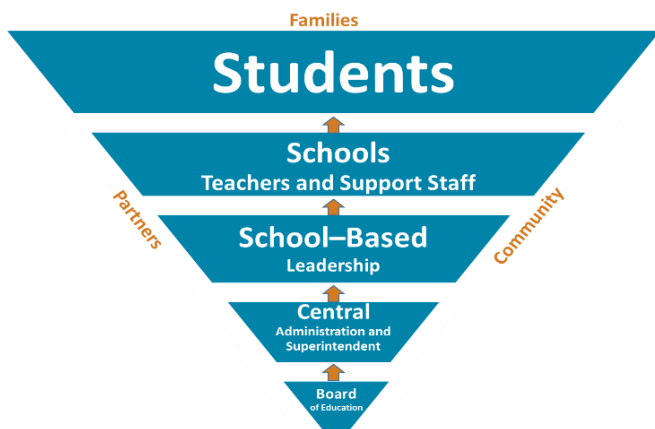 Families
Students
Schools
Teachers and Support Staff
Partners
Community
School–Based
Leadership
Central
Administration and
Superintendent
Board
of Education